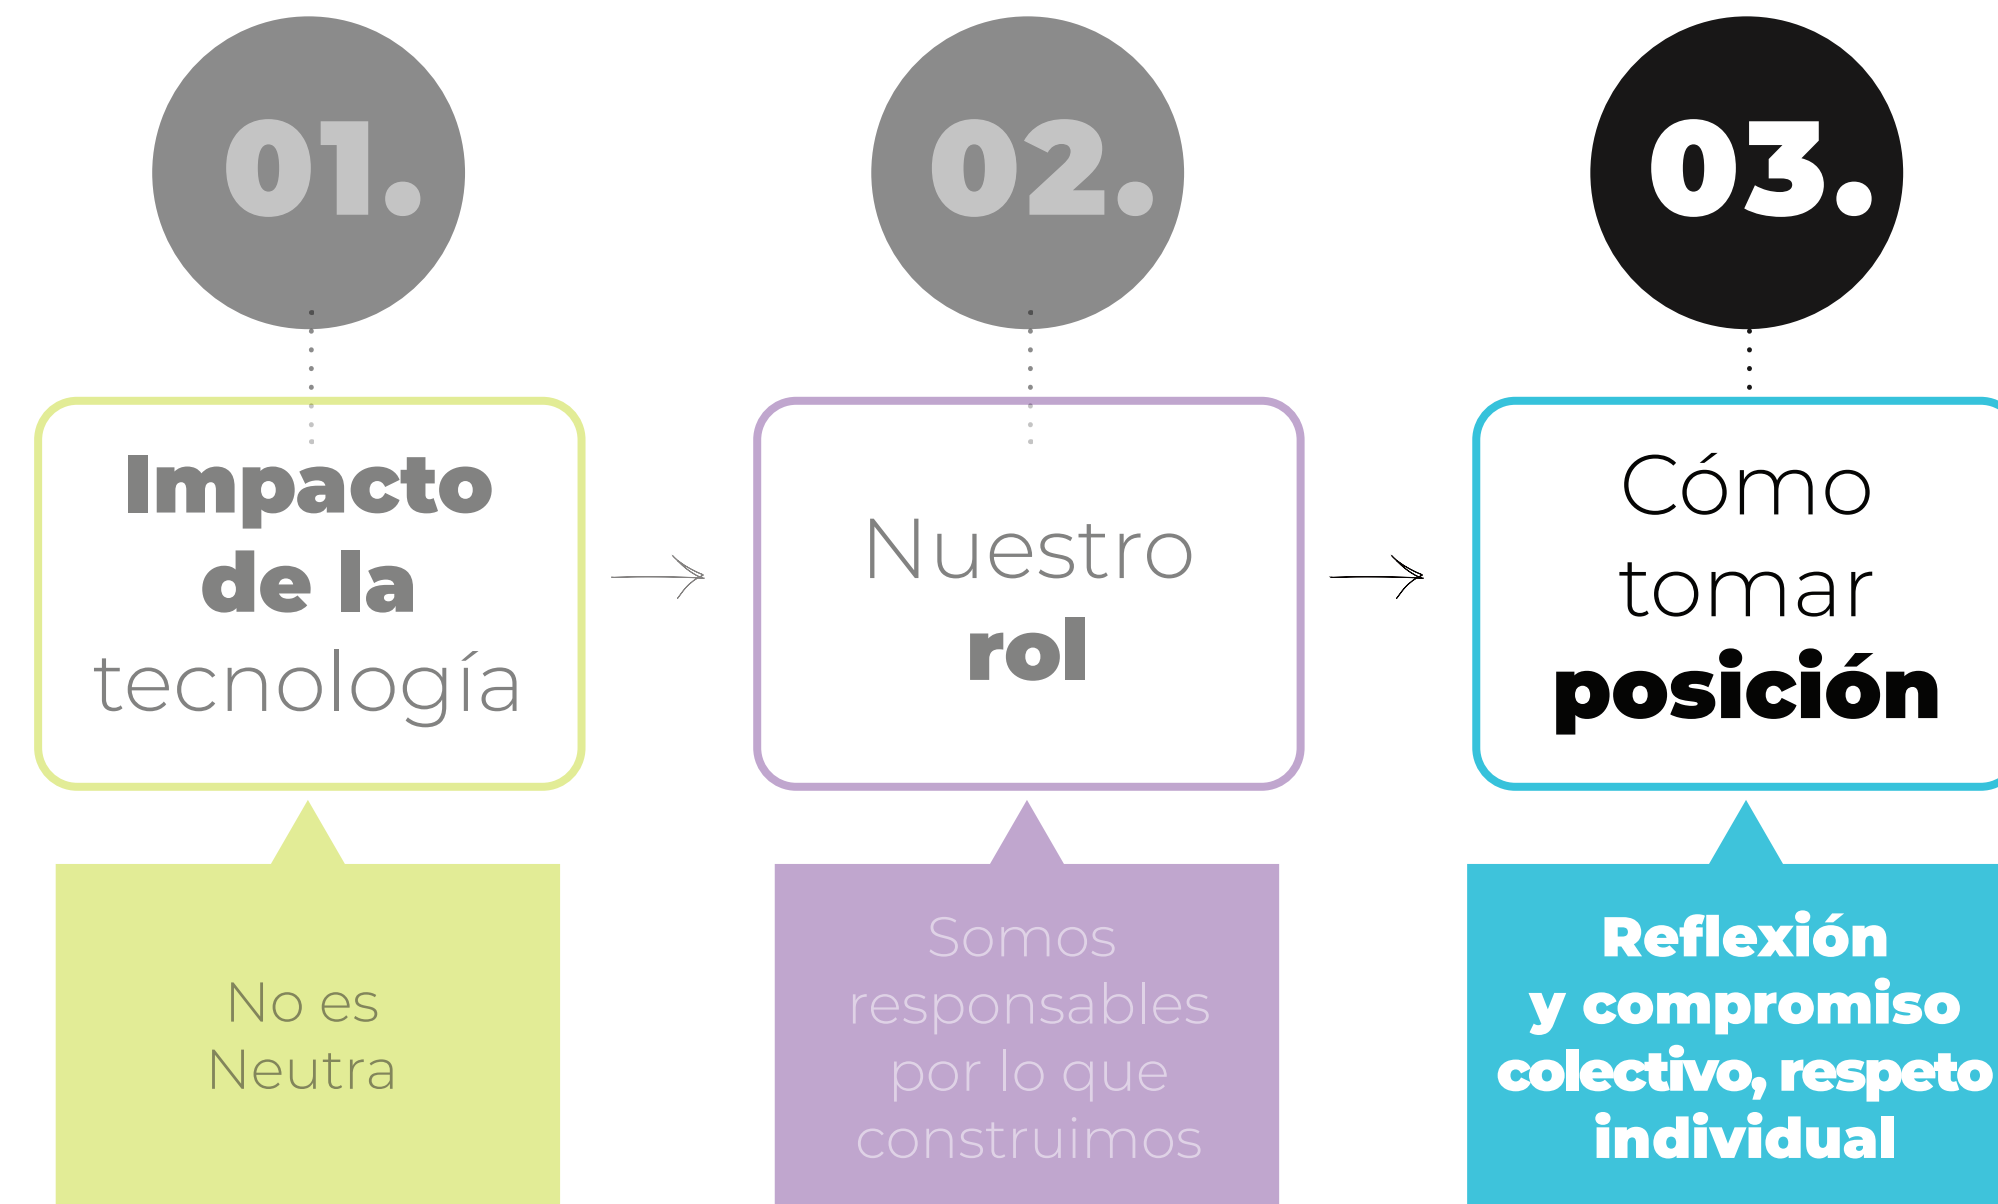 01.
Impacto
de la
tecnología
No es
Neutra
02.
Nuestro
rol
Somos
responsables
por lo que
construimos
03.
Cómo
tomar
posición
Reflexión
y compromiso
colectivo, respeto
individual